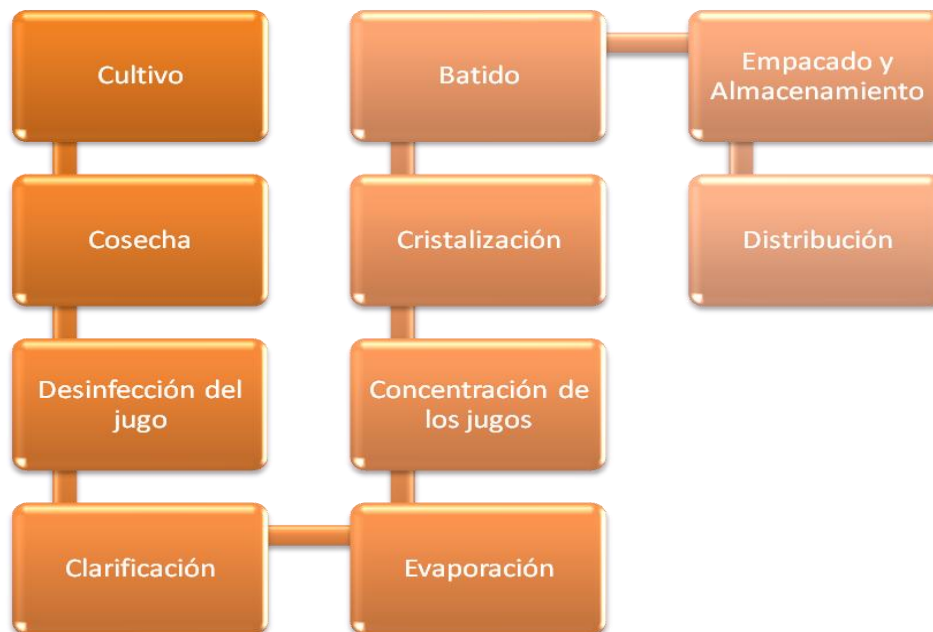 Cultivo
Cosecha
Desinfección del
jugo
Clarificación
Evaporación
Concentración de
los jugos
Cristalización
Batido
Empacado y
Almacenamiento
Distribución